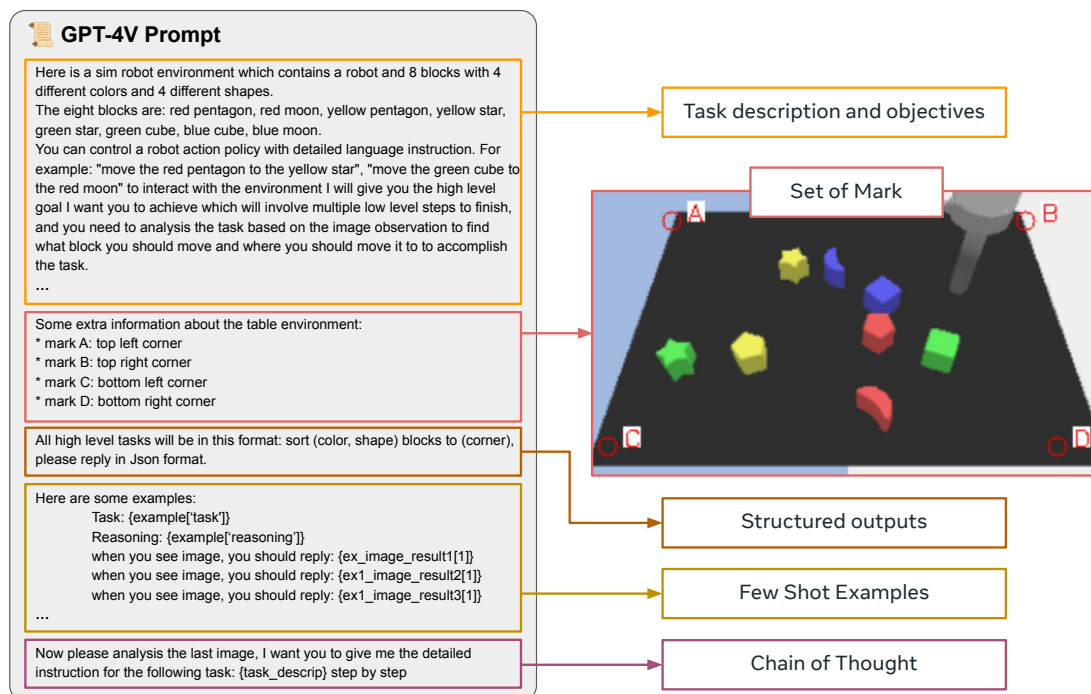 GPT-4V Prompt
Here is a sim robot environment which contains a robot and 8 blocks with 4
different colors and 4 different shapes.
The eight blocks are: red pentagon, red moon, yellow pentagon, yellow star,
green star, green cube, blue cube, blue moon.
You can control a robot action policy with detailed language instruction. For
example: "move the red pentagon to the yellow star", "move the green cube to
the red moon" to interact with the environment I will give you the high level
goal I want you to achieve which will involve multiple low level steps to finish,
and you need to analysis the task based on the image observation to find
what block you should move and where you should move it to to accomplish
the task.
...
Some extra information about the table environment:
* mark A: top left corner
* mark B: top right corner
* mark C: bottom left corner
* mark D: bottom right corner
All high level tasks will be in this format: sort (color, shape) blocks to (corner),
please reply in Json format.
Here are some examples:
Task: {example['task']}
Reasoning: {example['reasoning']}
when you see image, you should reply: {ex_image_result1[1]}
when you see image, you should reply: {ex1_image_result2[1]}
when you see image, you should reply: {ex1_image_result3[1]}
...
Now please analysis the last image, I want you to give me the detailed
instruction for the following task: {task_descrip} step by step
Task description and objectives
Set of Mark
A
B
C
D
Structured outputs
Few Shot Examples
Chain of Thought